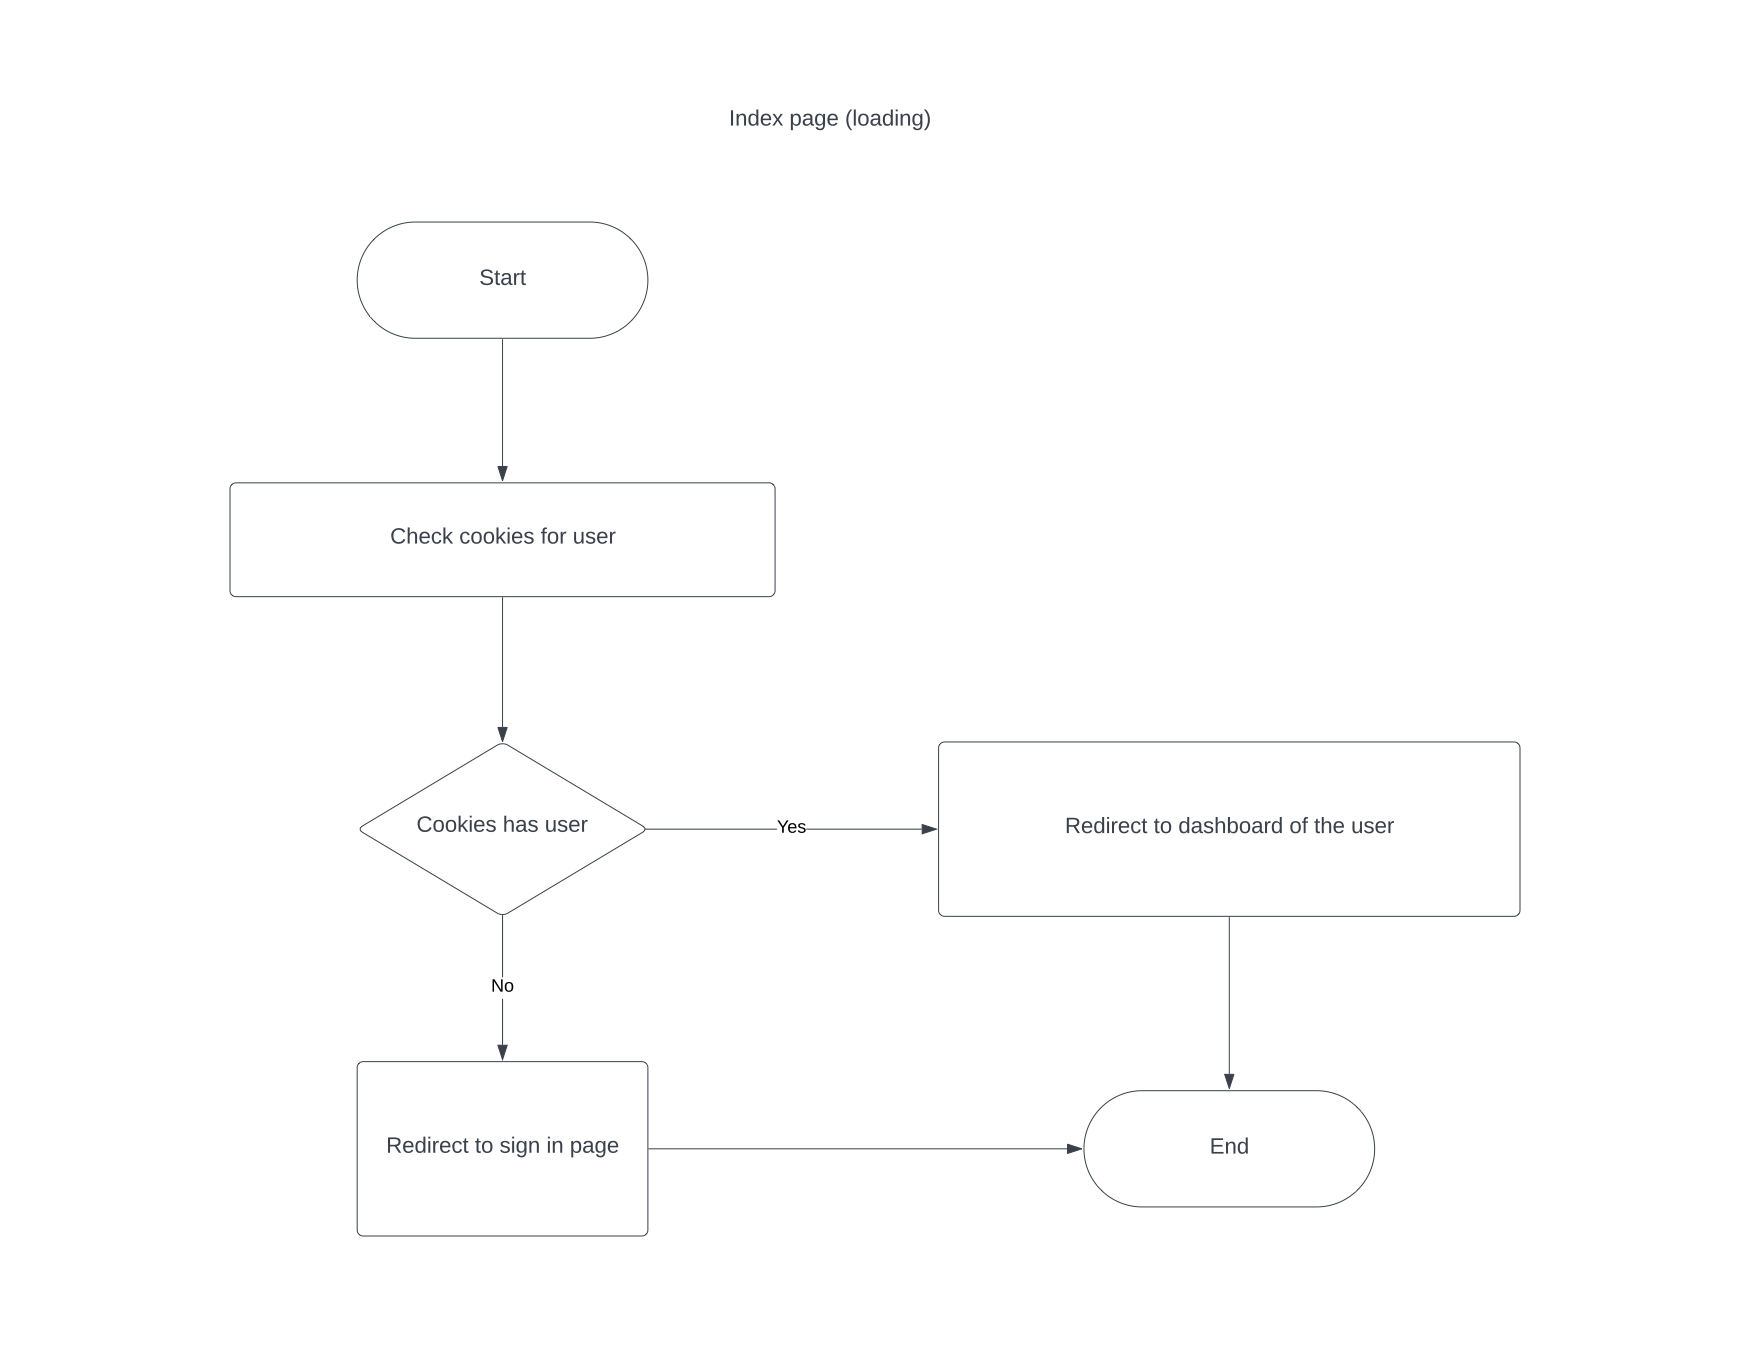 Index page (loading)
Start
Check cookies for user
Cookies has user
Yes
Redirect to dashboard of the user
No
Redirect to sign in page
End